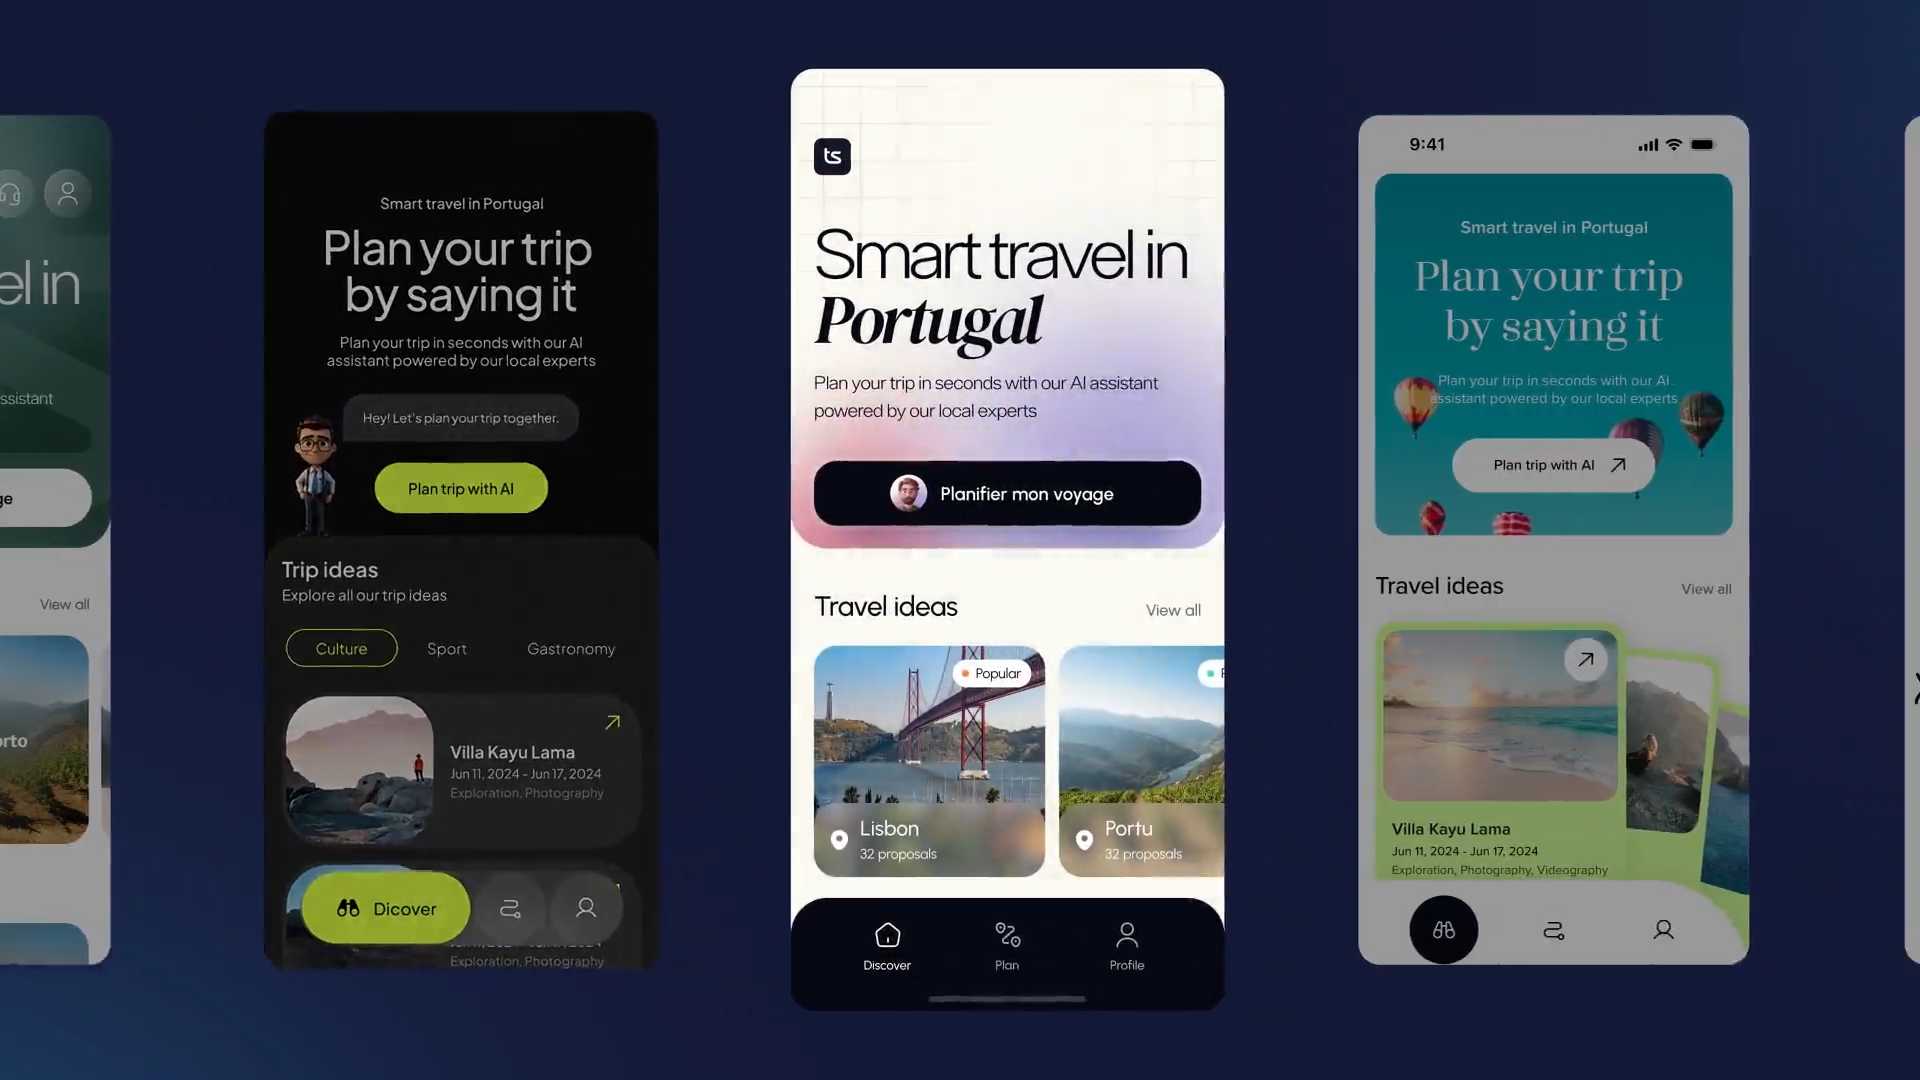 el in
ssistant
ge
View all
orto
Smart travel in Portugal
Plan your trip
by saying it
Plan your trip in seconds with our AI
assistant powered by our local experts
Hey! Let's plan your trip together.
Plan trip with AI
Trip ideas
Explore all our trip ideas
Culture
Sport
Gastronomy
Villa Kayu Lama
Jun 11, 2024 - Jun 17, 2024
Exploration, Photography
Dicover
Exploration, Photography
ts
Smart travel in
Portugal
Plan your trip in seconds with our AI assistant
powered by our local experts
Planifier mon voyage
Travel ideas
View all
Popular
Lisbon
32 proposals
Portu
32 proposals
Discover
Plan
Profile
9:41
Smart travel in Portugal
Plan your trip
by saying it
Plan your trip in seconds with our AI
assistant powered by our local experts
Plan trip with AI
Travel ideas
View all
Villa Kayu Lama
Jun 11, 2024 - Jun 17, 2024
Exploration, Photography, Videography